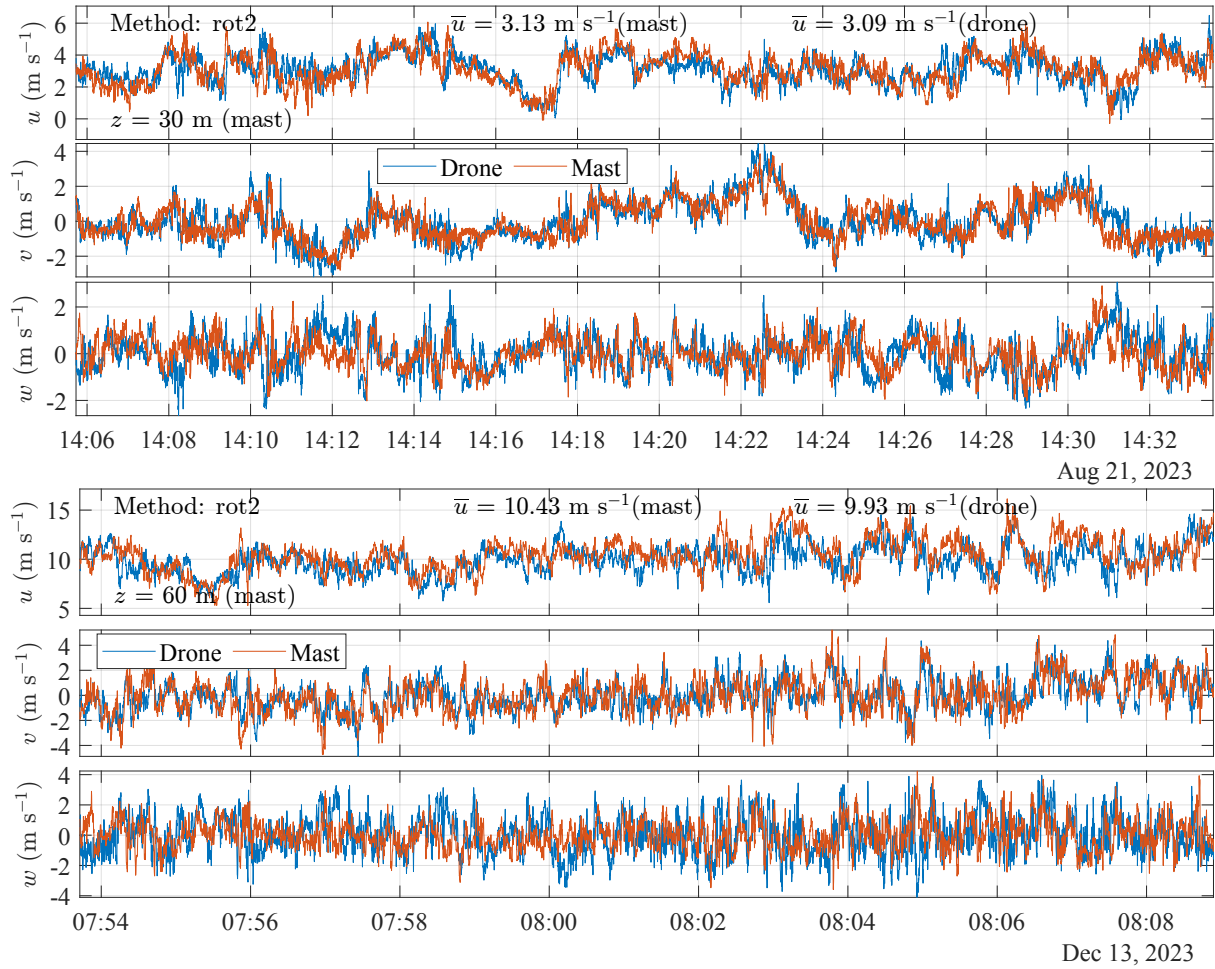 Method: rot2 u̅ = 3.13 m s⁻¹(mast) u̅ = 3.09 m s⁻¹(drone)
6
4
2
0
u (m s⁻¹)
z = 30 m (mast)
Drone Mast
4
2
0
-2
v (m s⁻¹)
2
0
-2
w (m s⁻¹)
14:06 14:08 14:10 14:12 14:14 14:16 14:18 14:20 14:22 14:24 14:26 14:28 14:30 14:32
Aug 21, 2023
Method: rot2 u̅ = 10.43 m s⁻¹(mast) u̅ = 9.93 m s⁻¹(drone)
15
10
5
u (m s⁻¹)
z = 60 m (mast)
Drone Mast
4
2
0
-2
-4
v (m s⁻¹)
4
2
0
-2
-4
w (m s⁻¹)
07:54 07:56 07:58 08:00 08:02 08:04 08:06 08:08
Dec 13, 2023